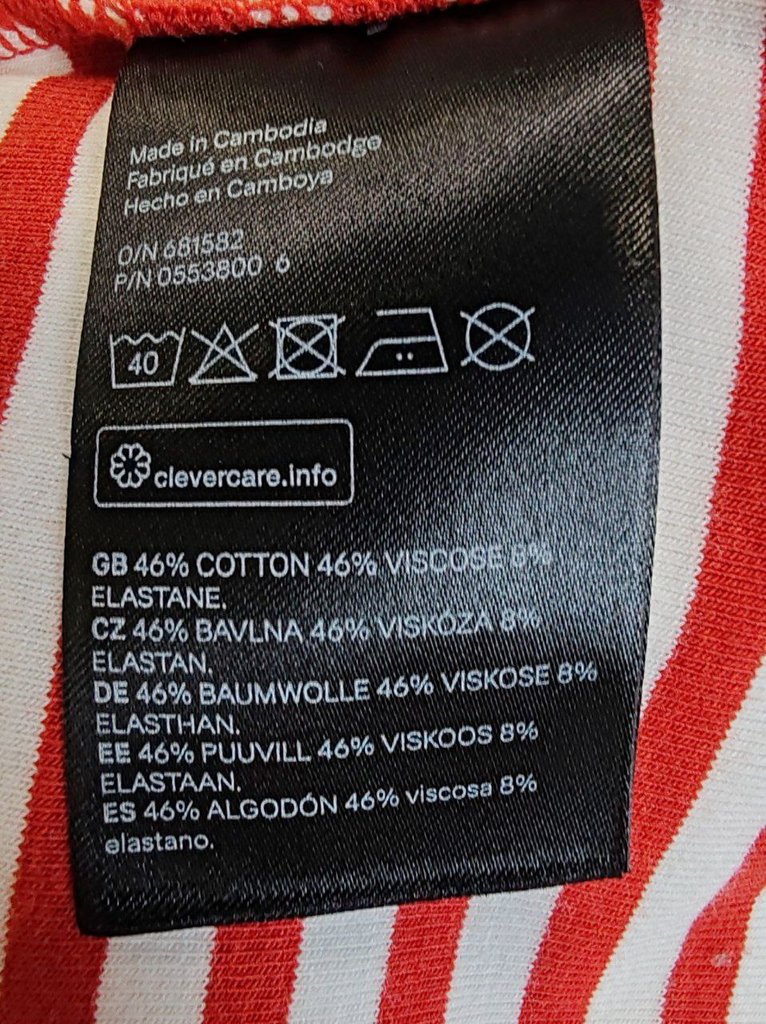 Made in Cambodia
Fabriqué en Cambodge
Hecho en Camboya
O/N 681582
P/N 0553800 6
40
clevercare.info
GB 46% COTTON 46% VISCOSE 8%
ELASTANE.
CZ 46% BAVLNA 46% VISKÓZA 8%
ELASTAN.
DE 46% BAUMWOLLE 46% VISKOSE 8%
ELASTHAN.
EE 46% PUUVILL 46% VISKOOS 8%
ELASTAAN.
ES 46% ALGODÓN 46% viscosa 8%
elastano.